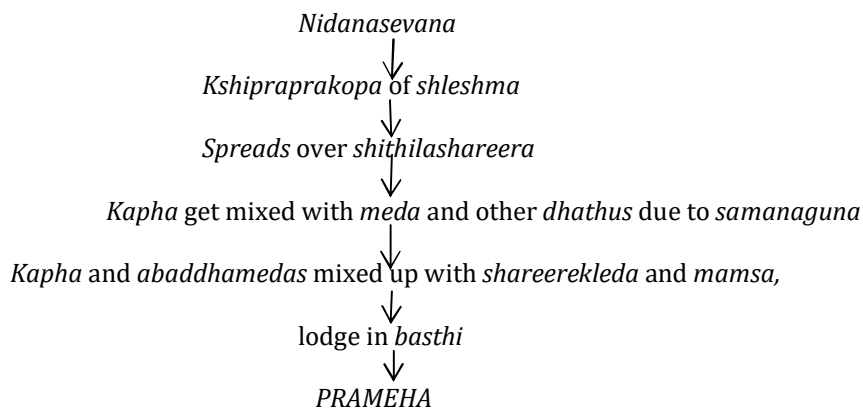 Nidanasevana
Kshipraprakopa of shleshma
Spreads over shithilashareera
Kapha get mixed with meda and other dhathus due to samanaguna
Kapha and abaddhamedas mixed up with shareerekleda and mamsa,
lodge in basthi
PRAMEHA